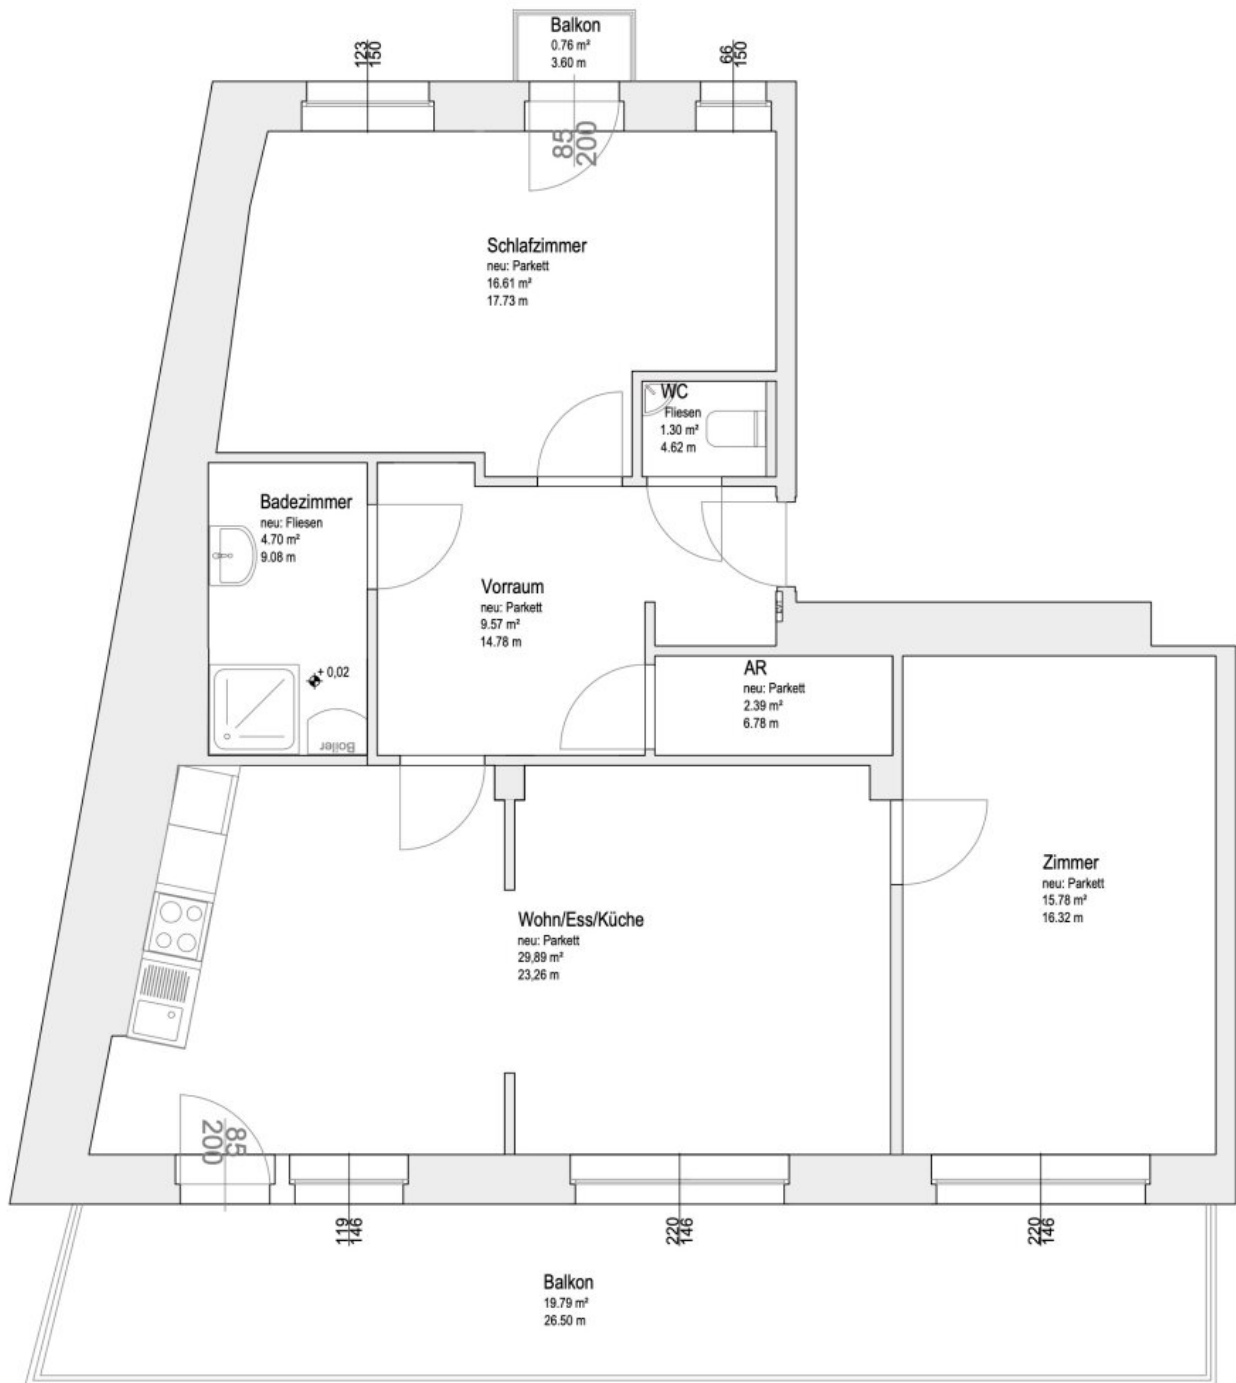 Balkon
0.76 m²
3.60 m
123
150
66
150
85
200
Schlafzimmer
neu: Parkett
16.61 m²
17.73 m
WC
Fliesen
1.30 m²
4.62 m
Badezimmer
neu: Fliesen
4.70 m²
9.08 m
Vorraum
neu: Parkett
9.57 m²
14.78 m
+ 0,02
Boiler
AR
neu: Parkett
2.39 m²
6.78 m
Zimmer
neu: Parkett
15.78 m²
16.32 m
Wohn/Ess/Küche
neu: Parkett
29,89 m²
23,26 m
85
200
119
146
220
146
220
146
Balkon
19.79 m²
26.50 m